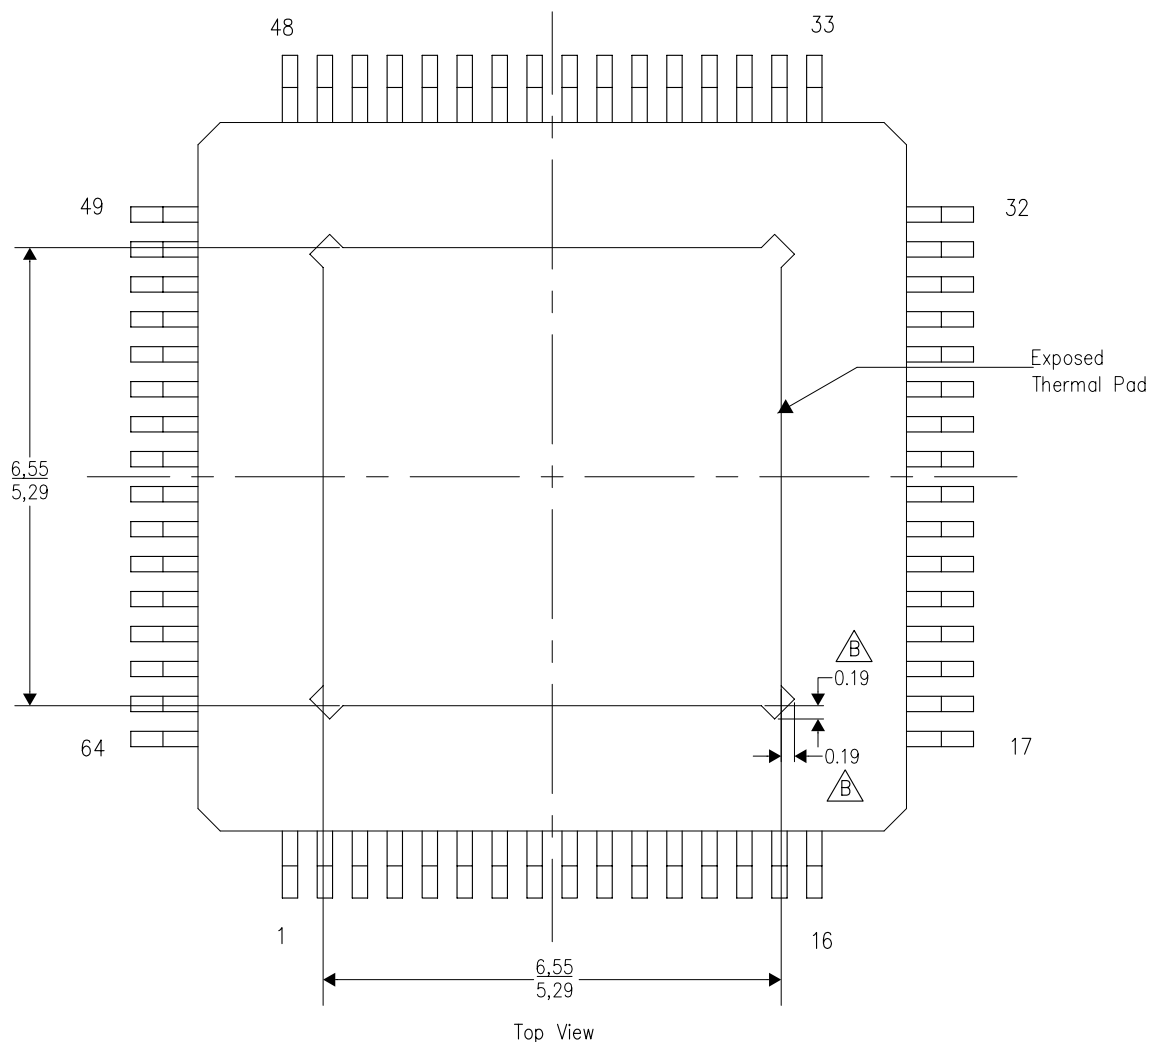 48
33
49
32
Exposed
Thermal Pad
6,55
5,29
B
0.19
64
17
0.19
B
1
16
6,55
5,29
Top View